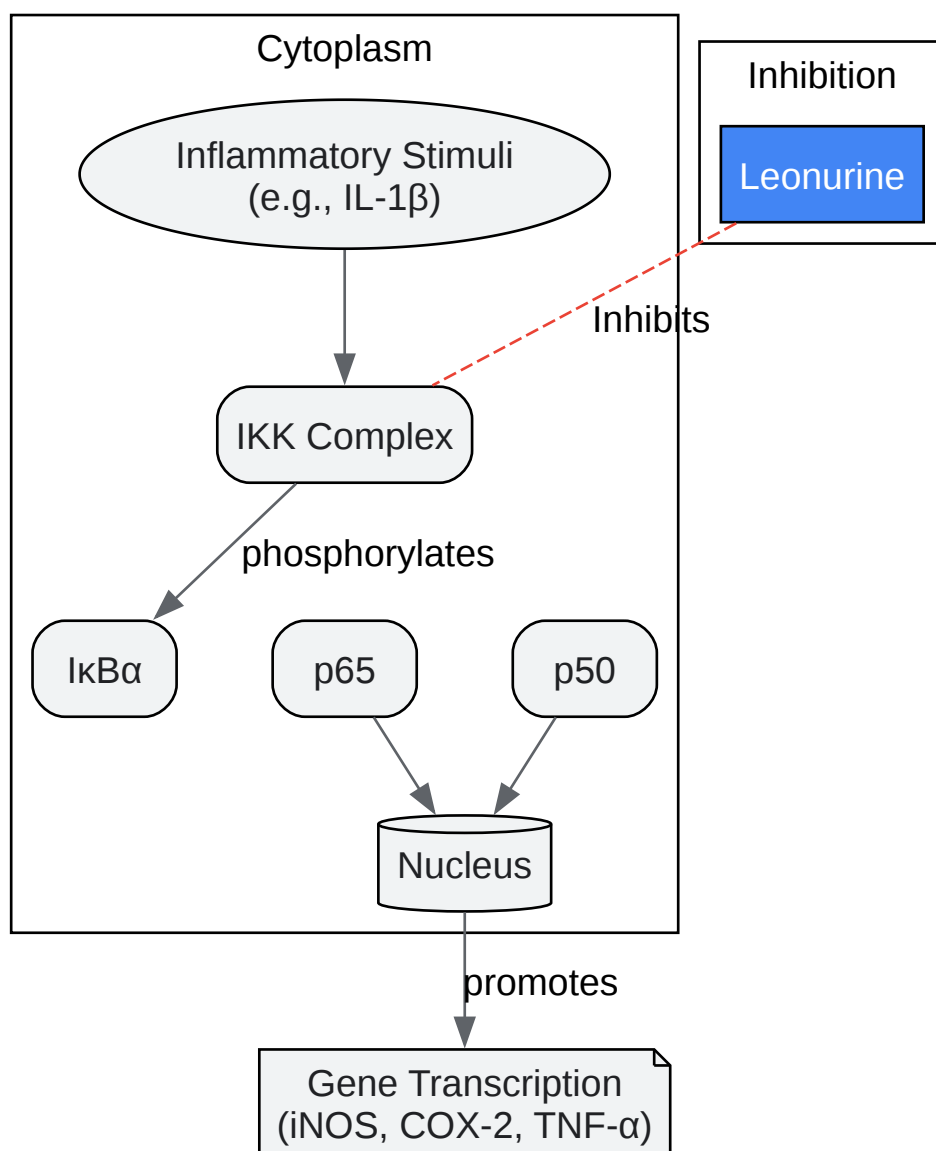 Cytoplasm
Inhibition
Inflammatory Stimuli
(e.g., IL-1β)
Leonurine
Inhibits
IKK Complex
phosphorylates
IκBα
p65
p50
Nucleus
promotes
Gene Transcription
(iNOS, COX-2, TNF-α)